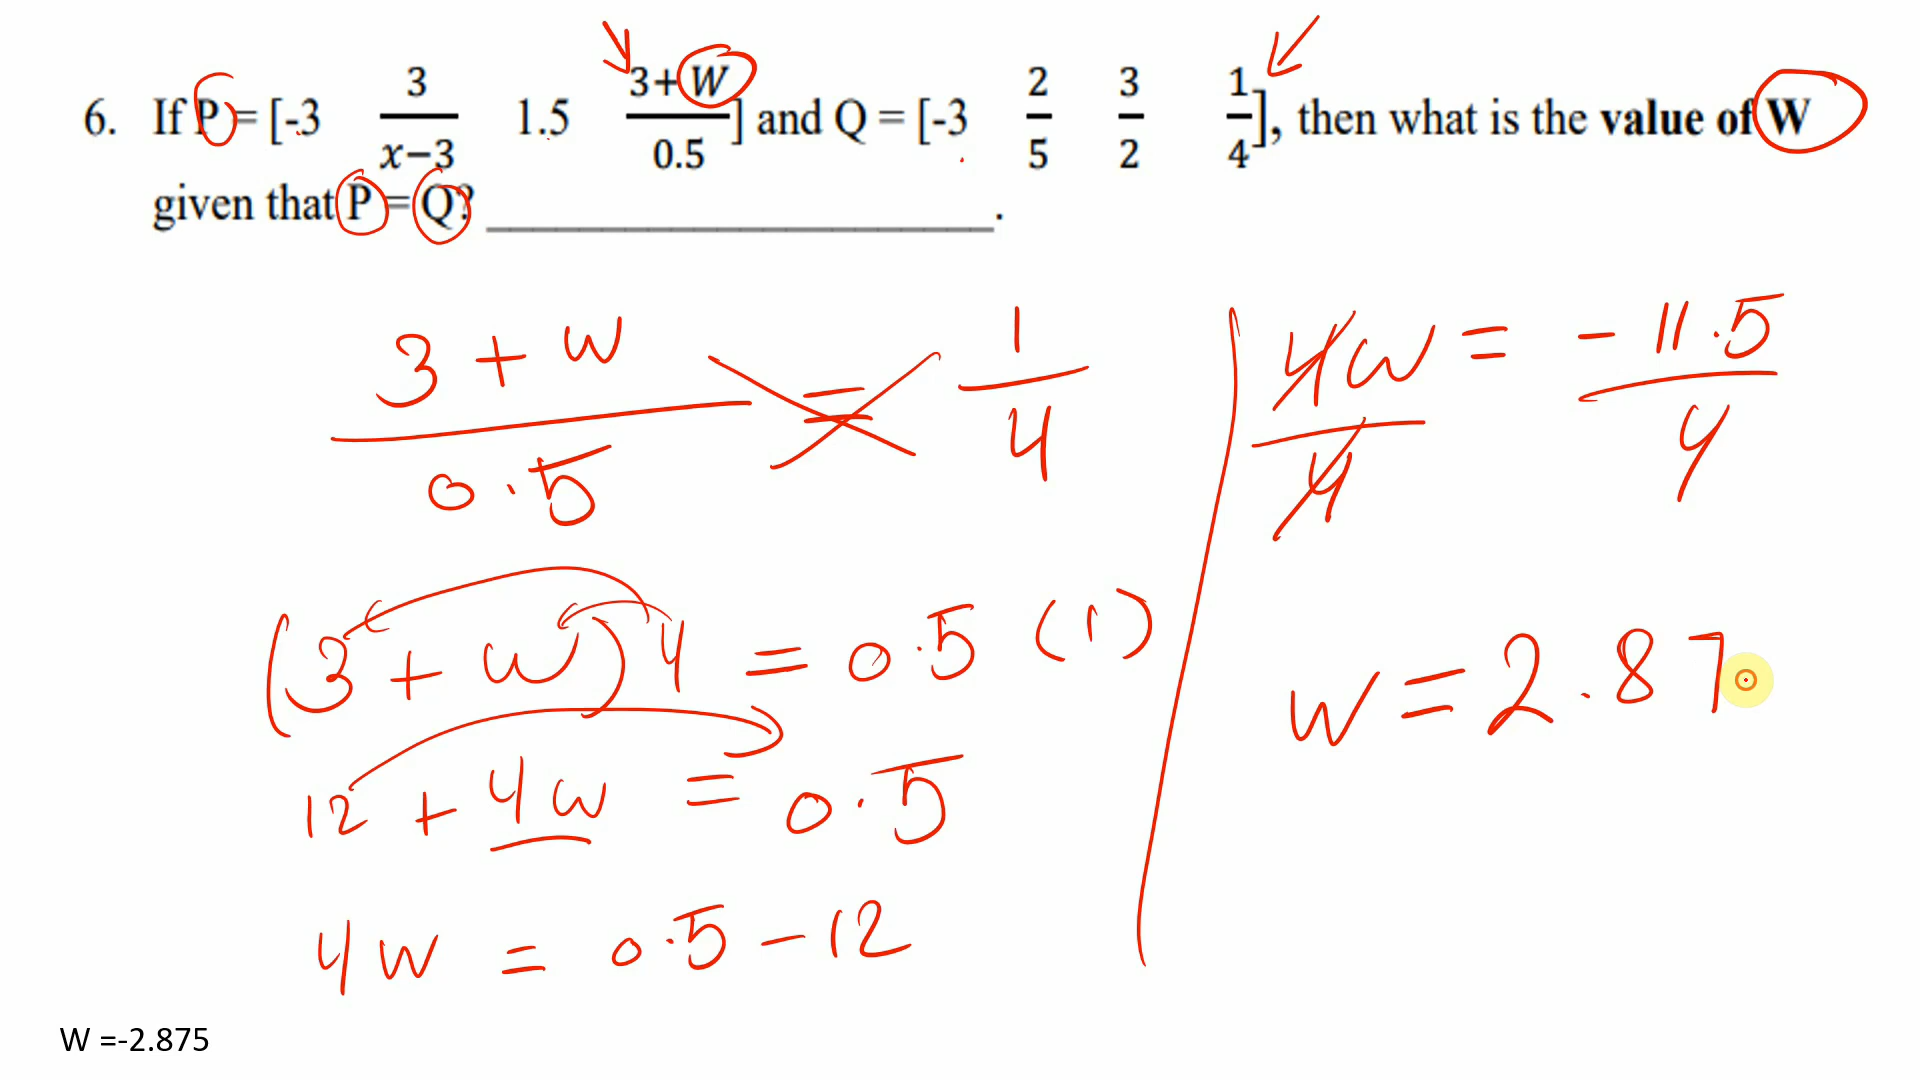 6. If P = [-3 3/(x−3) 1.5 (3+W)/0.5] and Q = [-3 2/5 3/2 1/4], then what is the value of W
given that P = Q? ______________________.
(3 + w)/0.5 = 1/4
(3 + w) 4 = 0.5 (1)
12 + 4w = 0.5
4w = 0.5 − 12
4w/4 = −11.5/4
w = 2.87
W =-2.875